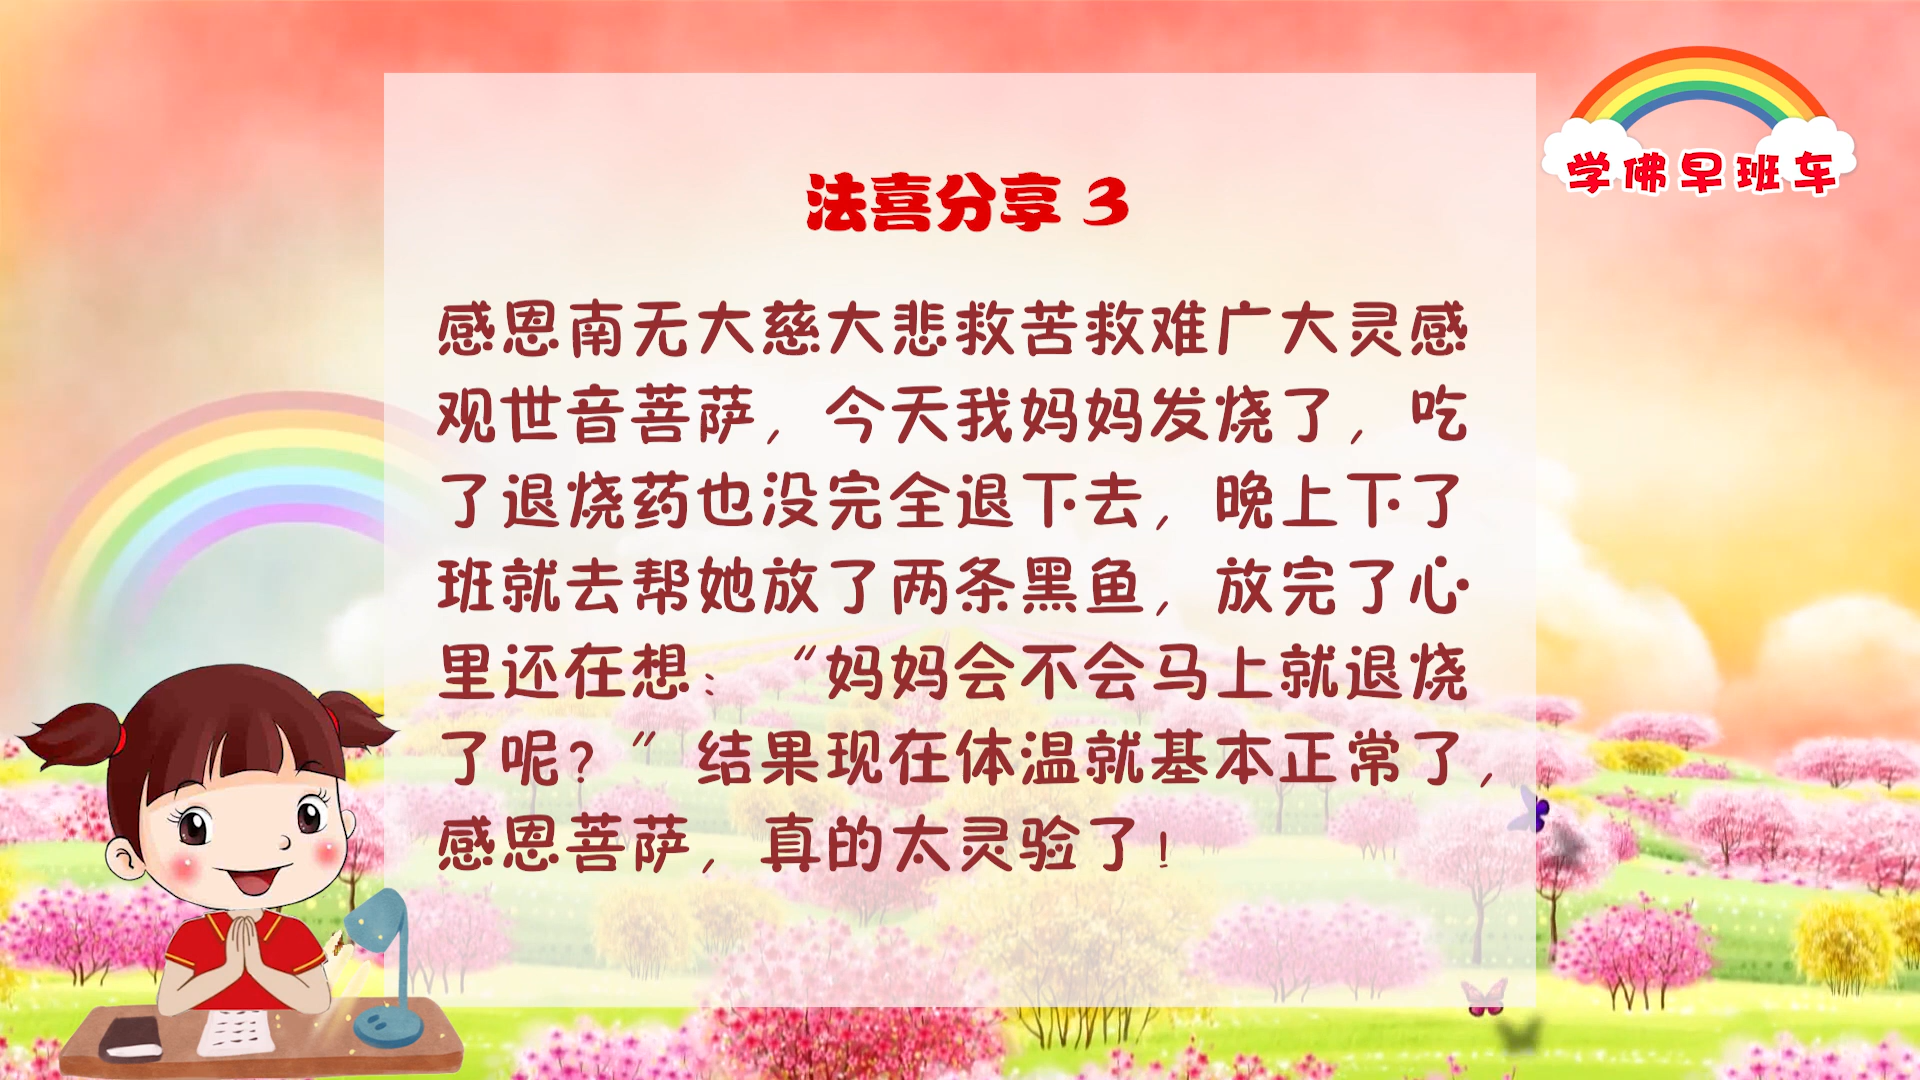 学佛早班车
法喜分享 3
感恩南无大慈大悲救苦救难广大灵感
观世音菩萨，今天我妈妈发烧了，吃
了退烧药也没完全退下去，晚上下了
班就去帮她放了两条黑鱼，放完了心
里还在想：“妈妈会不会马上就退烧
了呢？”结果现在体温就基本正常了，
感恩菩萨，真的太灵验了！